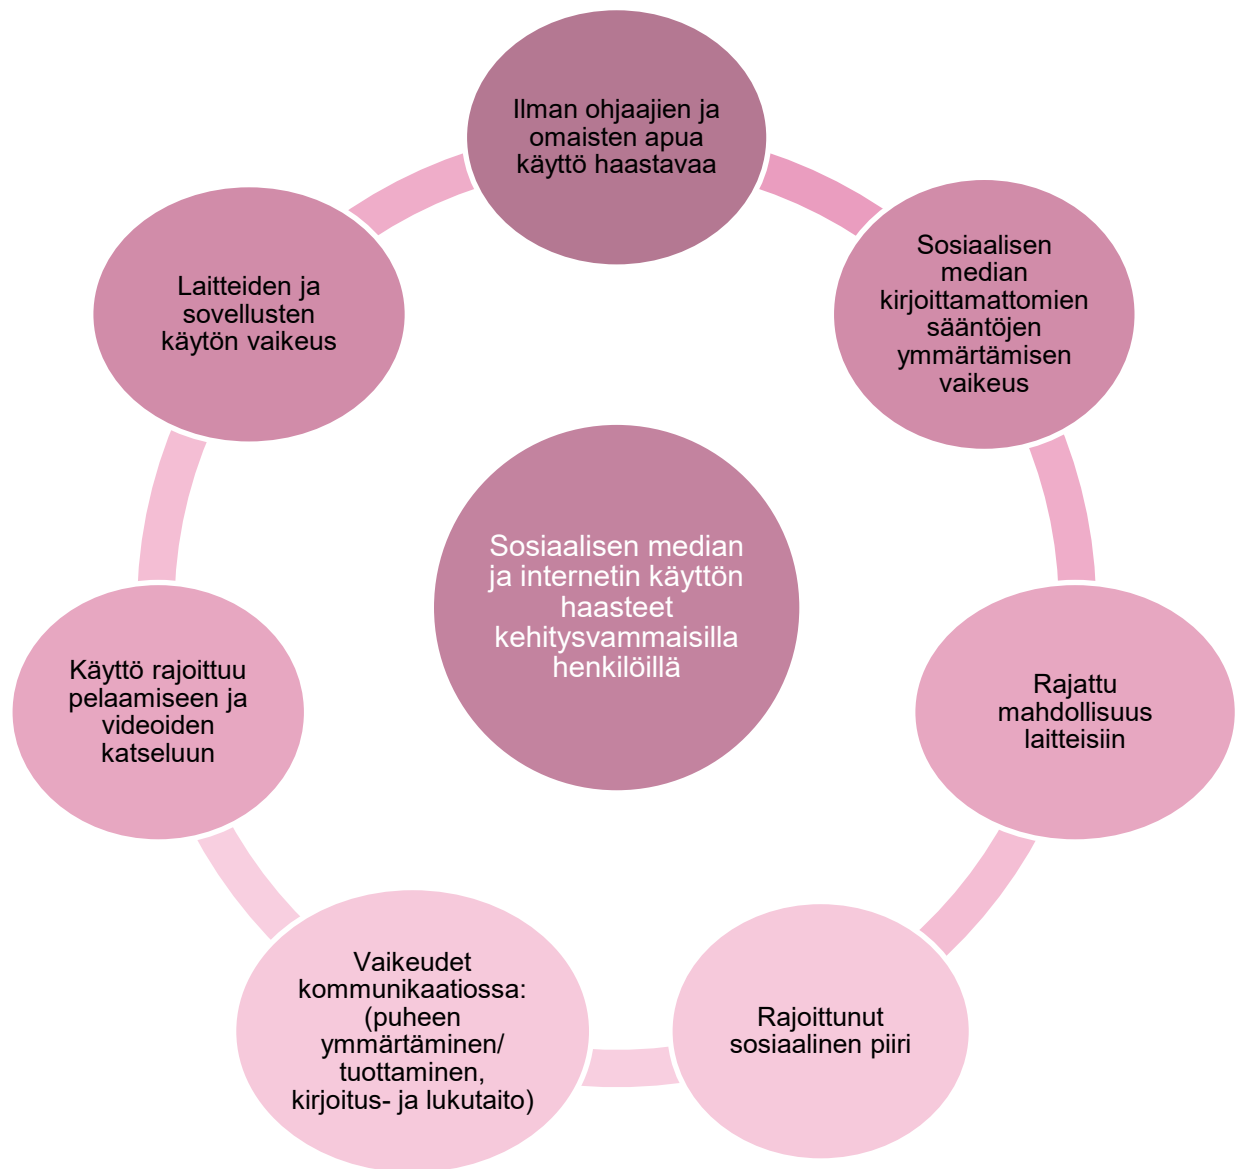 Ilman ohjaajien ja
omaisten apua
käyttö haastavaa
Sosiaalisen
median
kirjoittamattomien
sääntöjen
ymmärtämisen
vaikeus
Rajattu
mahdollisuus
laitteisiin
Rajoittunut
sosiaalinen piiri
Vaikeudet
kommunikaatiossa:
(puheen
ymmärtäminen/
tuottaminen,
kirjoitus- ja lukutaito)
Käyttö rajoittuu
pelaamiseen ja
videoiden
katseluun
Laitteiden ja
sovellusten
käytön vaikeus
Sosiaalisen median
ja internetin käyttön
haasteet
kehitysvammaisilla
henkilöillä